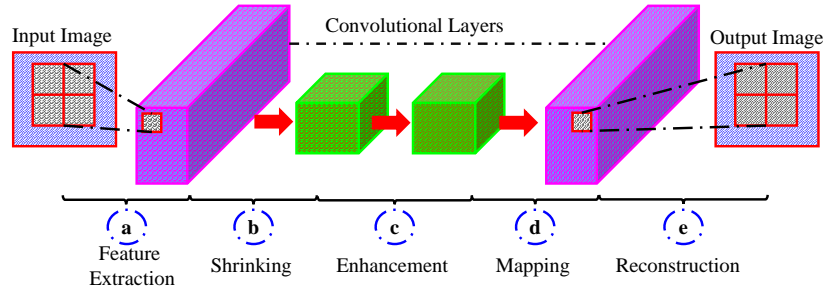 Convolutional Layers
Input Image
Output Image
a
b
c
d
e
Feature
Extraction
Shrinking
Enhancement
Mapping
Reconstruction